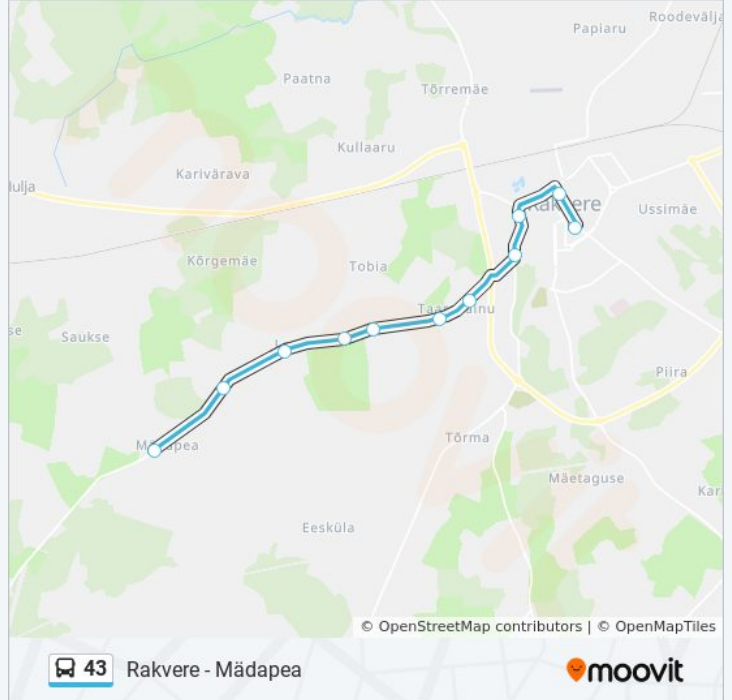 Roodevälja
Papiaru
Paatna
Tõrremäe
Kullaaru
Karivärava
Rakvere
Ussimäe
Kõrgemäe
Tobia
Saukse
Piira
Mädapea
Tõrma
Mäetaguse
Eesküla
© OpenStreetMap contributors | © OpenMapTiles
43 Rakvere - Mädapea
moovit